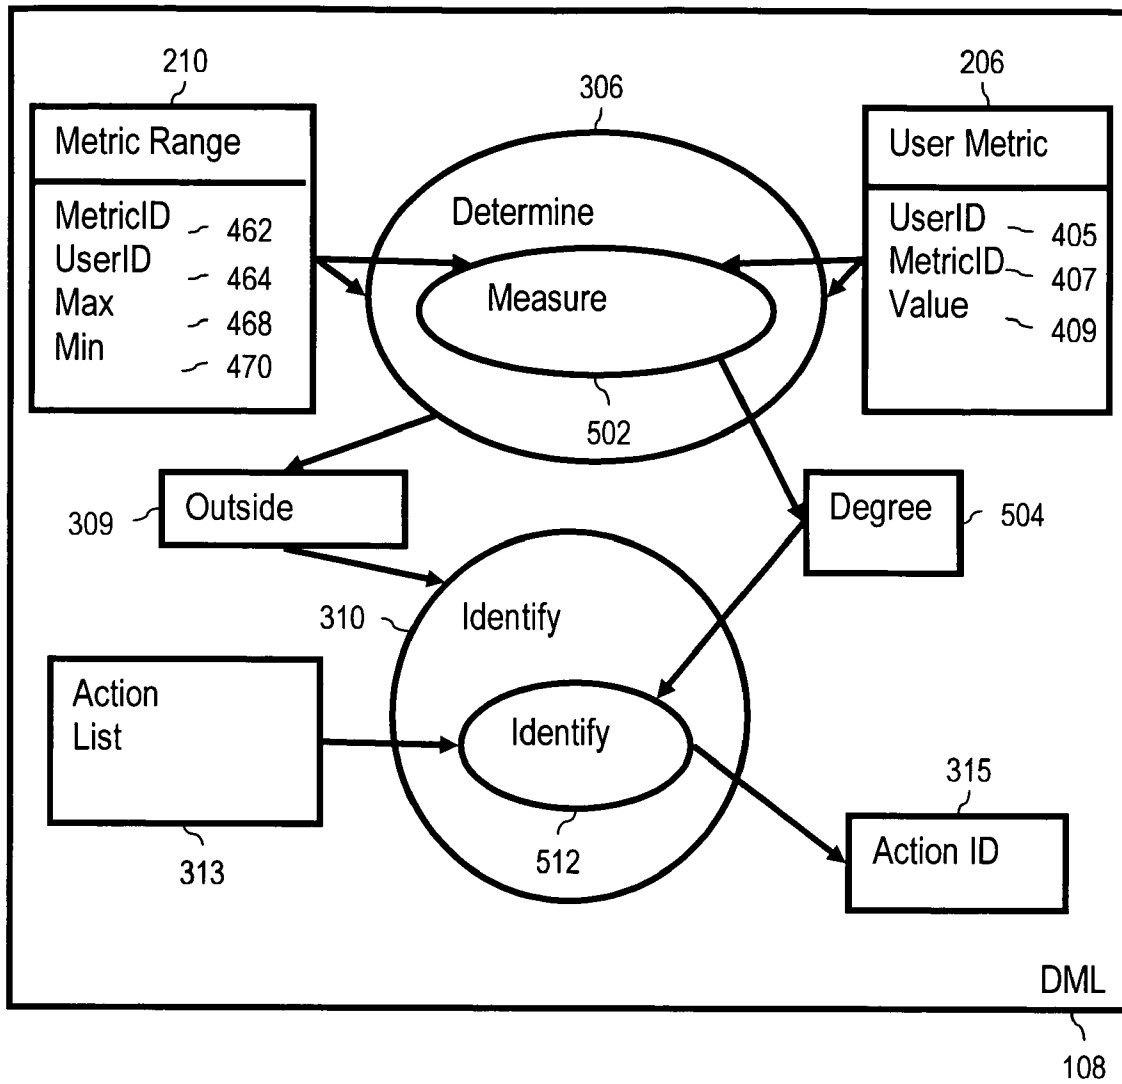 210
306
206
Metric Range
User Metric
MetricID 462
UserID 464
Max 468
Min 470
Determine
Measure
UserID 405
MetricID 407
Value 409
502
309
Outside
Degree
504
310
Identify
Action
List
Identify
313
512
315
Action ID
DML
108